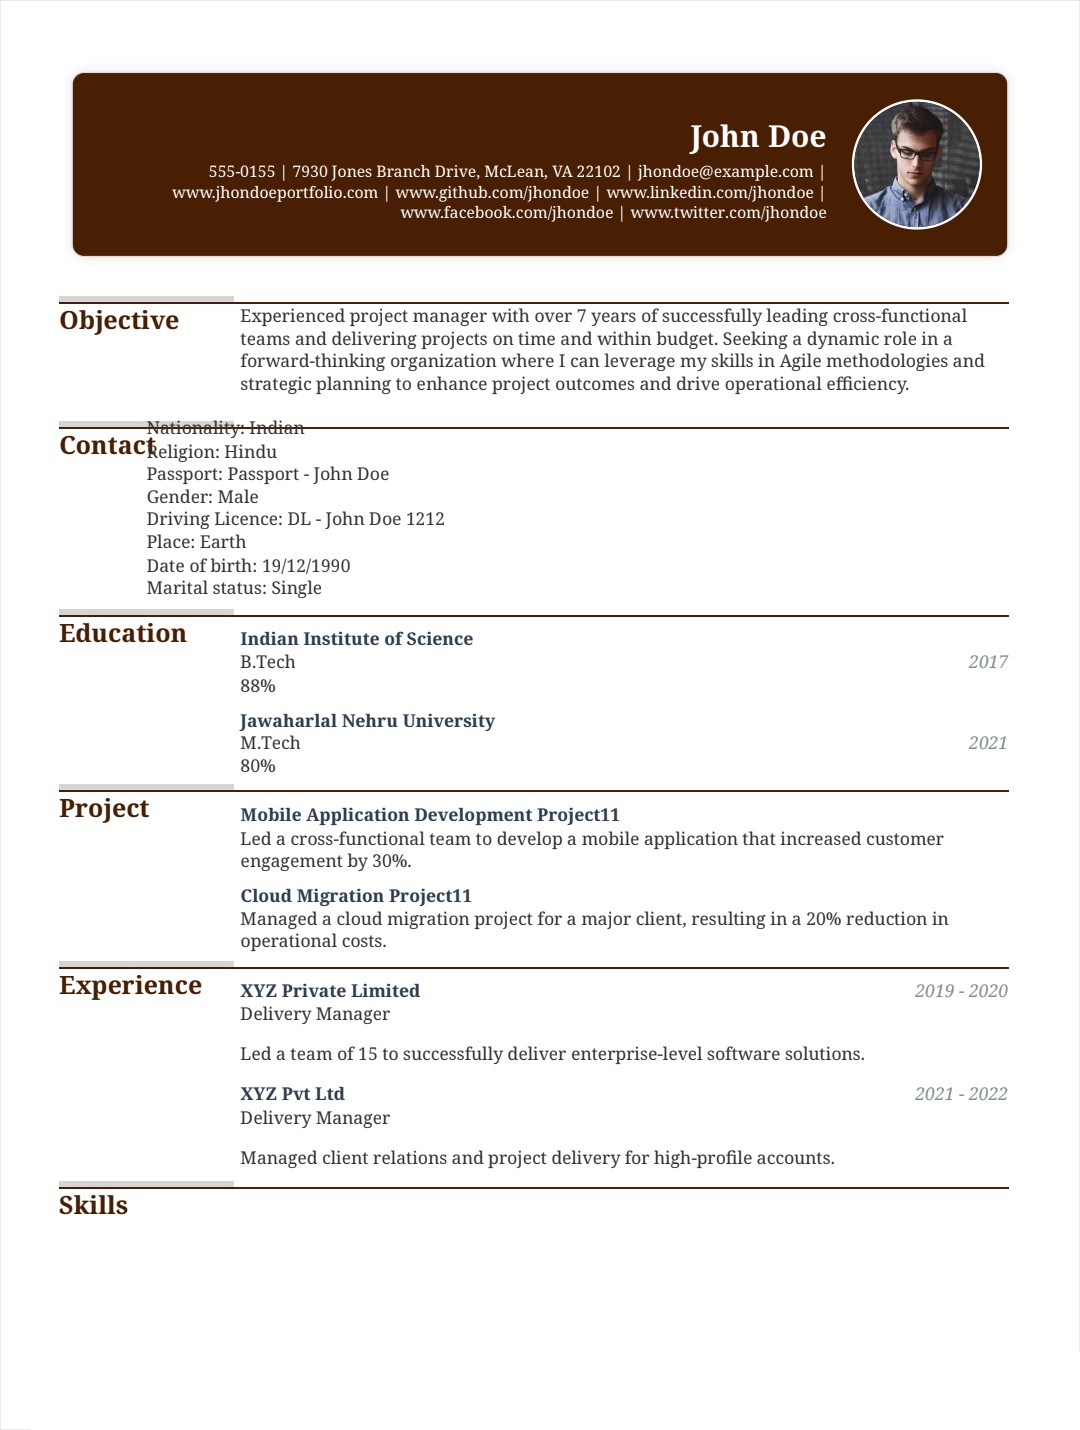 John Doe
555-0155 | 7930 Jones Branch Drive, McLean, VA 22102 | jhondoe@example.com |
www.jhondoeportfolio.com | www.github.com/jhondoe | www.linkedin.com/jhondoe |
www.facebook.com/jhondoe | www.twitter.com/jhondoe
Objective
Experienced project manager with over 7 years of successfully leading cross-functional
teams and delivering projects on time and within budget. Seeking a dynamic role in a
forward-thinking organization where I can leverage my skills in Agile methodologies and
strategic planning to enhance project outcomes and drive operational efficiency.
Contact
Nationality: Indian
Religion: Hindu
Passport: Passport - John Doe
Gender: Male
Driving Licence: DL - John Doe 1212
Place: Earth
Date of birth: 19/12/1990
Marital status: Single
Education
Indian Institute of Science
B.Tech 2017
88%
Jawaharlal Nehru University
M.Tech 2021
80%
Project
Mobile Application Development Project11
Led a cross-functional team to develop a mobile application that increased customer
engagement by 30%.
Cloud Migration Project11
Managed a cloud migration project for a major client, resulting in a 20% reduction in
operational costs.
Experience
XYZ Private Limited 2019 - 2020
Delivery Manager
Led a team of 15 to successfully deliver enterprise-level software solutions.
XYZ Pvt Ltd 2021 - 2022
Delivery Manager
Managed client relations and project delivery for high-profile accounts.
Skills